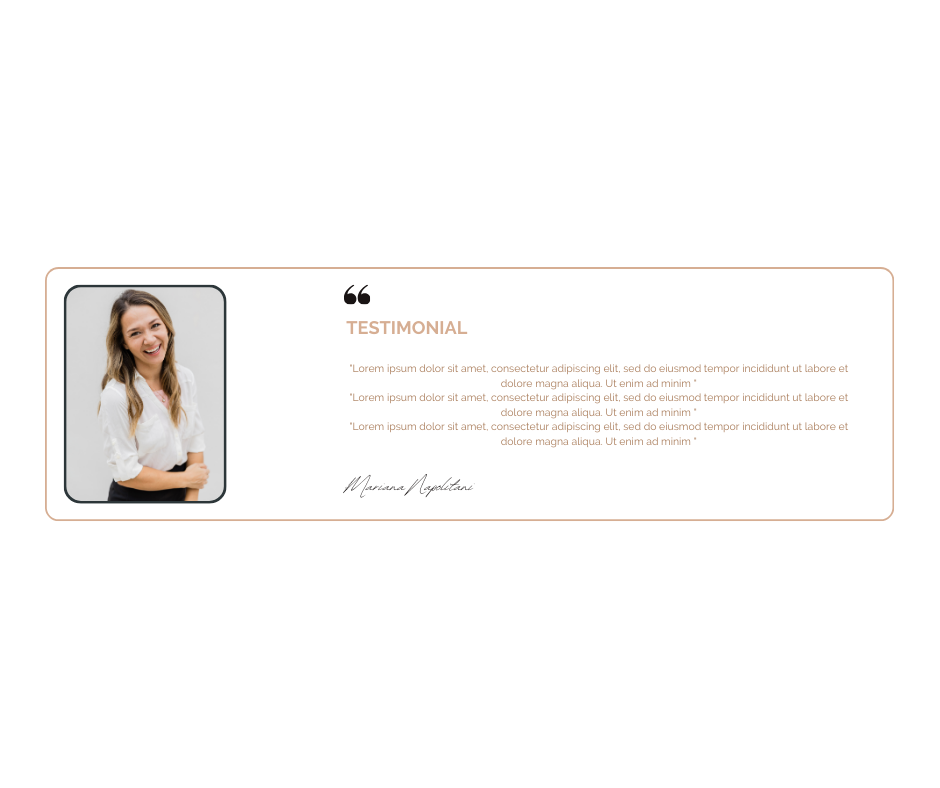 ❝
TESTIMONIAL
"Lorem ipsum dolor sit amet, consectetur adipiscing elit, sed do eiusmod tempor incididunt ut labore et
dolore magna aliqua. Ut enim ad minim "
"Lorem ipsum dolor sit amet, consectetur adipiscing elit, sed do eiusmod tempor incididunt ut labore et
dolore magna aliqua. Ut enim ad minim "
"Lorem ipsum dolor sit amet, consectetur adipiscing elit, sed do eiusmod tempor incididunt ut labore et
dolore magna aliqua. Ut enim ad minim "
Mariana Napolitani